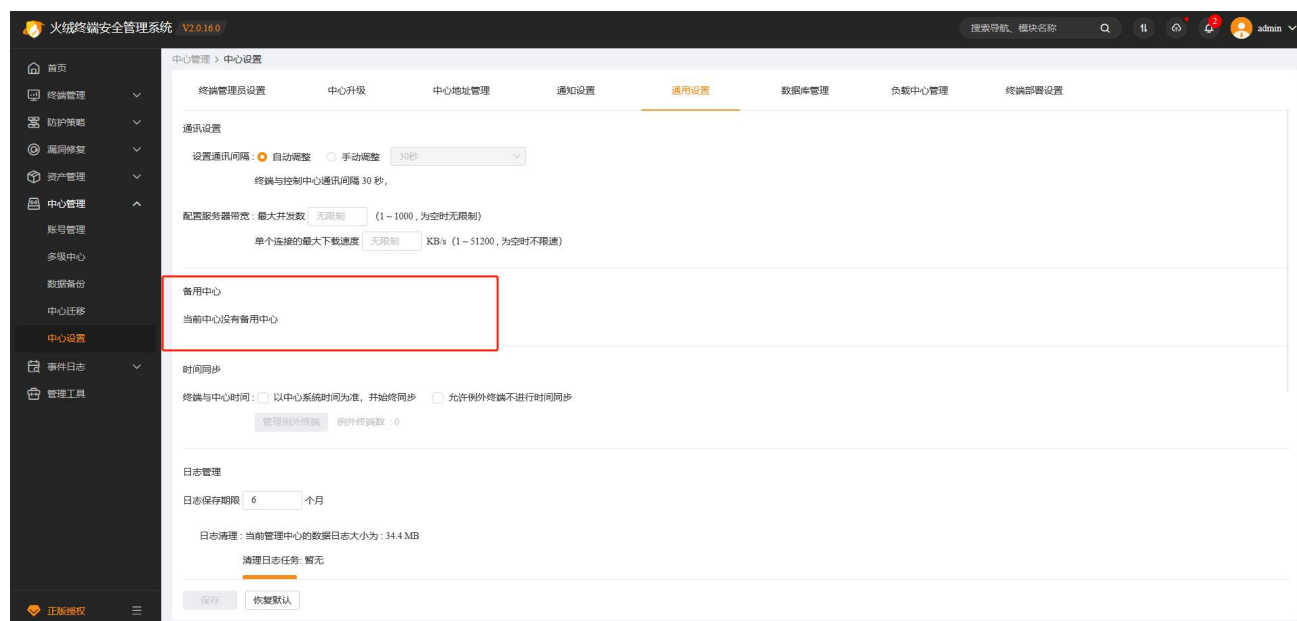 火绒终端安全管理系统 V2.0.16.0
搜索导航、模块名称
2
admin
首页
终端管理
防护策略
漏洞修复
资产管理
中心管理
账号管理
多级中心
数据备份
中心迁移
中心设置
事件日志
管理工具
正版授权
中心管理 > 中心设置
终端管理员设置 中心升级 中心地址管理 通知设置 通用设置 数据库管理 负载中心管理 终端部署设置
通讯设置
设置通讯间隔 : 自动调整 手动调整 30秒
终端与控制中心通讯间隔 30 秒，
配置服务器带宽 : 最大并发数 无限制 （1 ~ 1000 , 为空时无限制）
单个连接的最大下载速度 无限制 KB/s （1 ~ 51200 , 为空时不限速）
备用中心
当前中心没有备用中心
时间同步
终端与中心时间 : 以中心系统时间为准，开始终同步 允许例外终端不进行时间同步
管理例外终端 例外终端数 : 0
日志管理
日志保存期限 6 个月
日志清理 : 当前管理中心的数据日志大小为 : 34.4 MB
清理日志任务: 暂无
保存 恢复默认